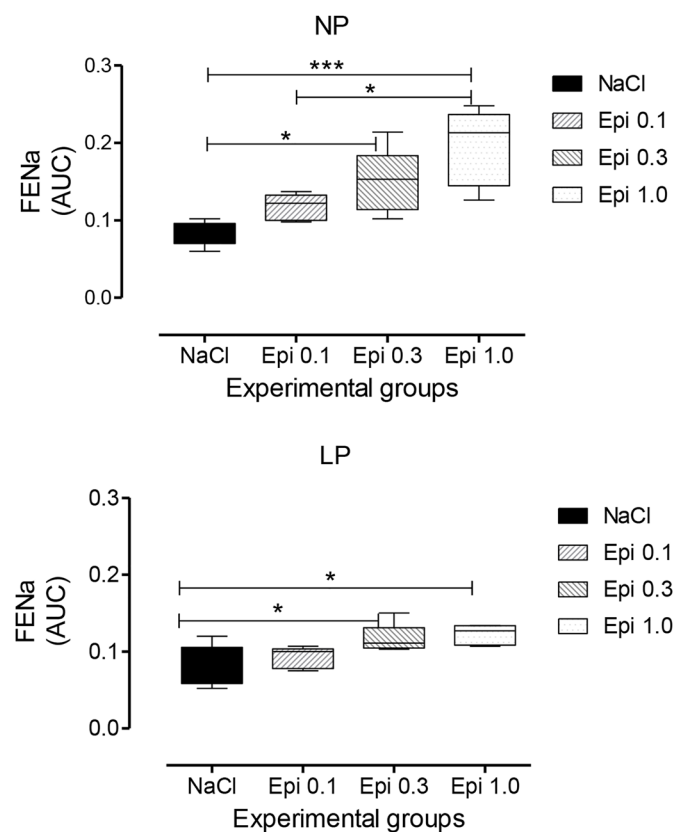 NP
FENa
(AUC)
0.3
0.2
0.1
0.0
***
*
*
NaCl
Epi 0.1
Epi 0.3
Epi 1.0
NaCl Epi 0.1 Epi 0.3 Epi 1.0
Experimental groups
LP
FENa
(AUC)
0.3
0.2
0.1
0.0
*
*
NaCl
Epi 0.1
Epi 0.3
Epi 1.0
NaCl Epi 0.1 Epi 0.3 Epi 1.0
Experimental groups